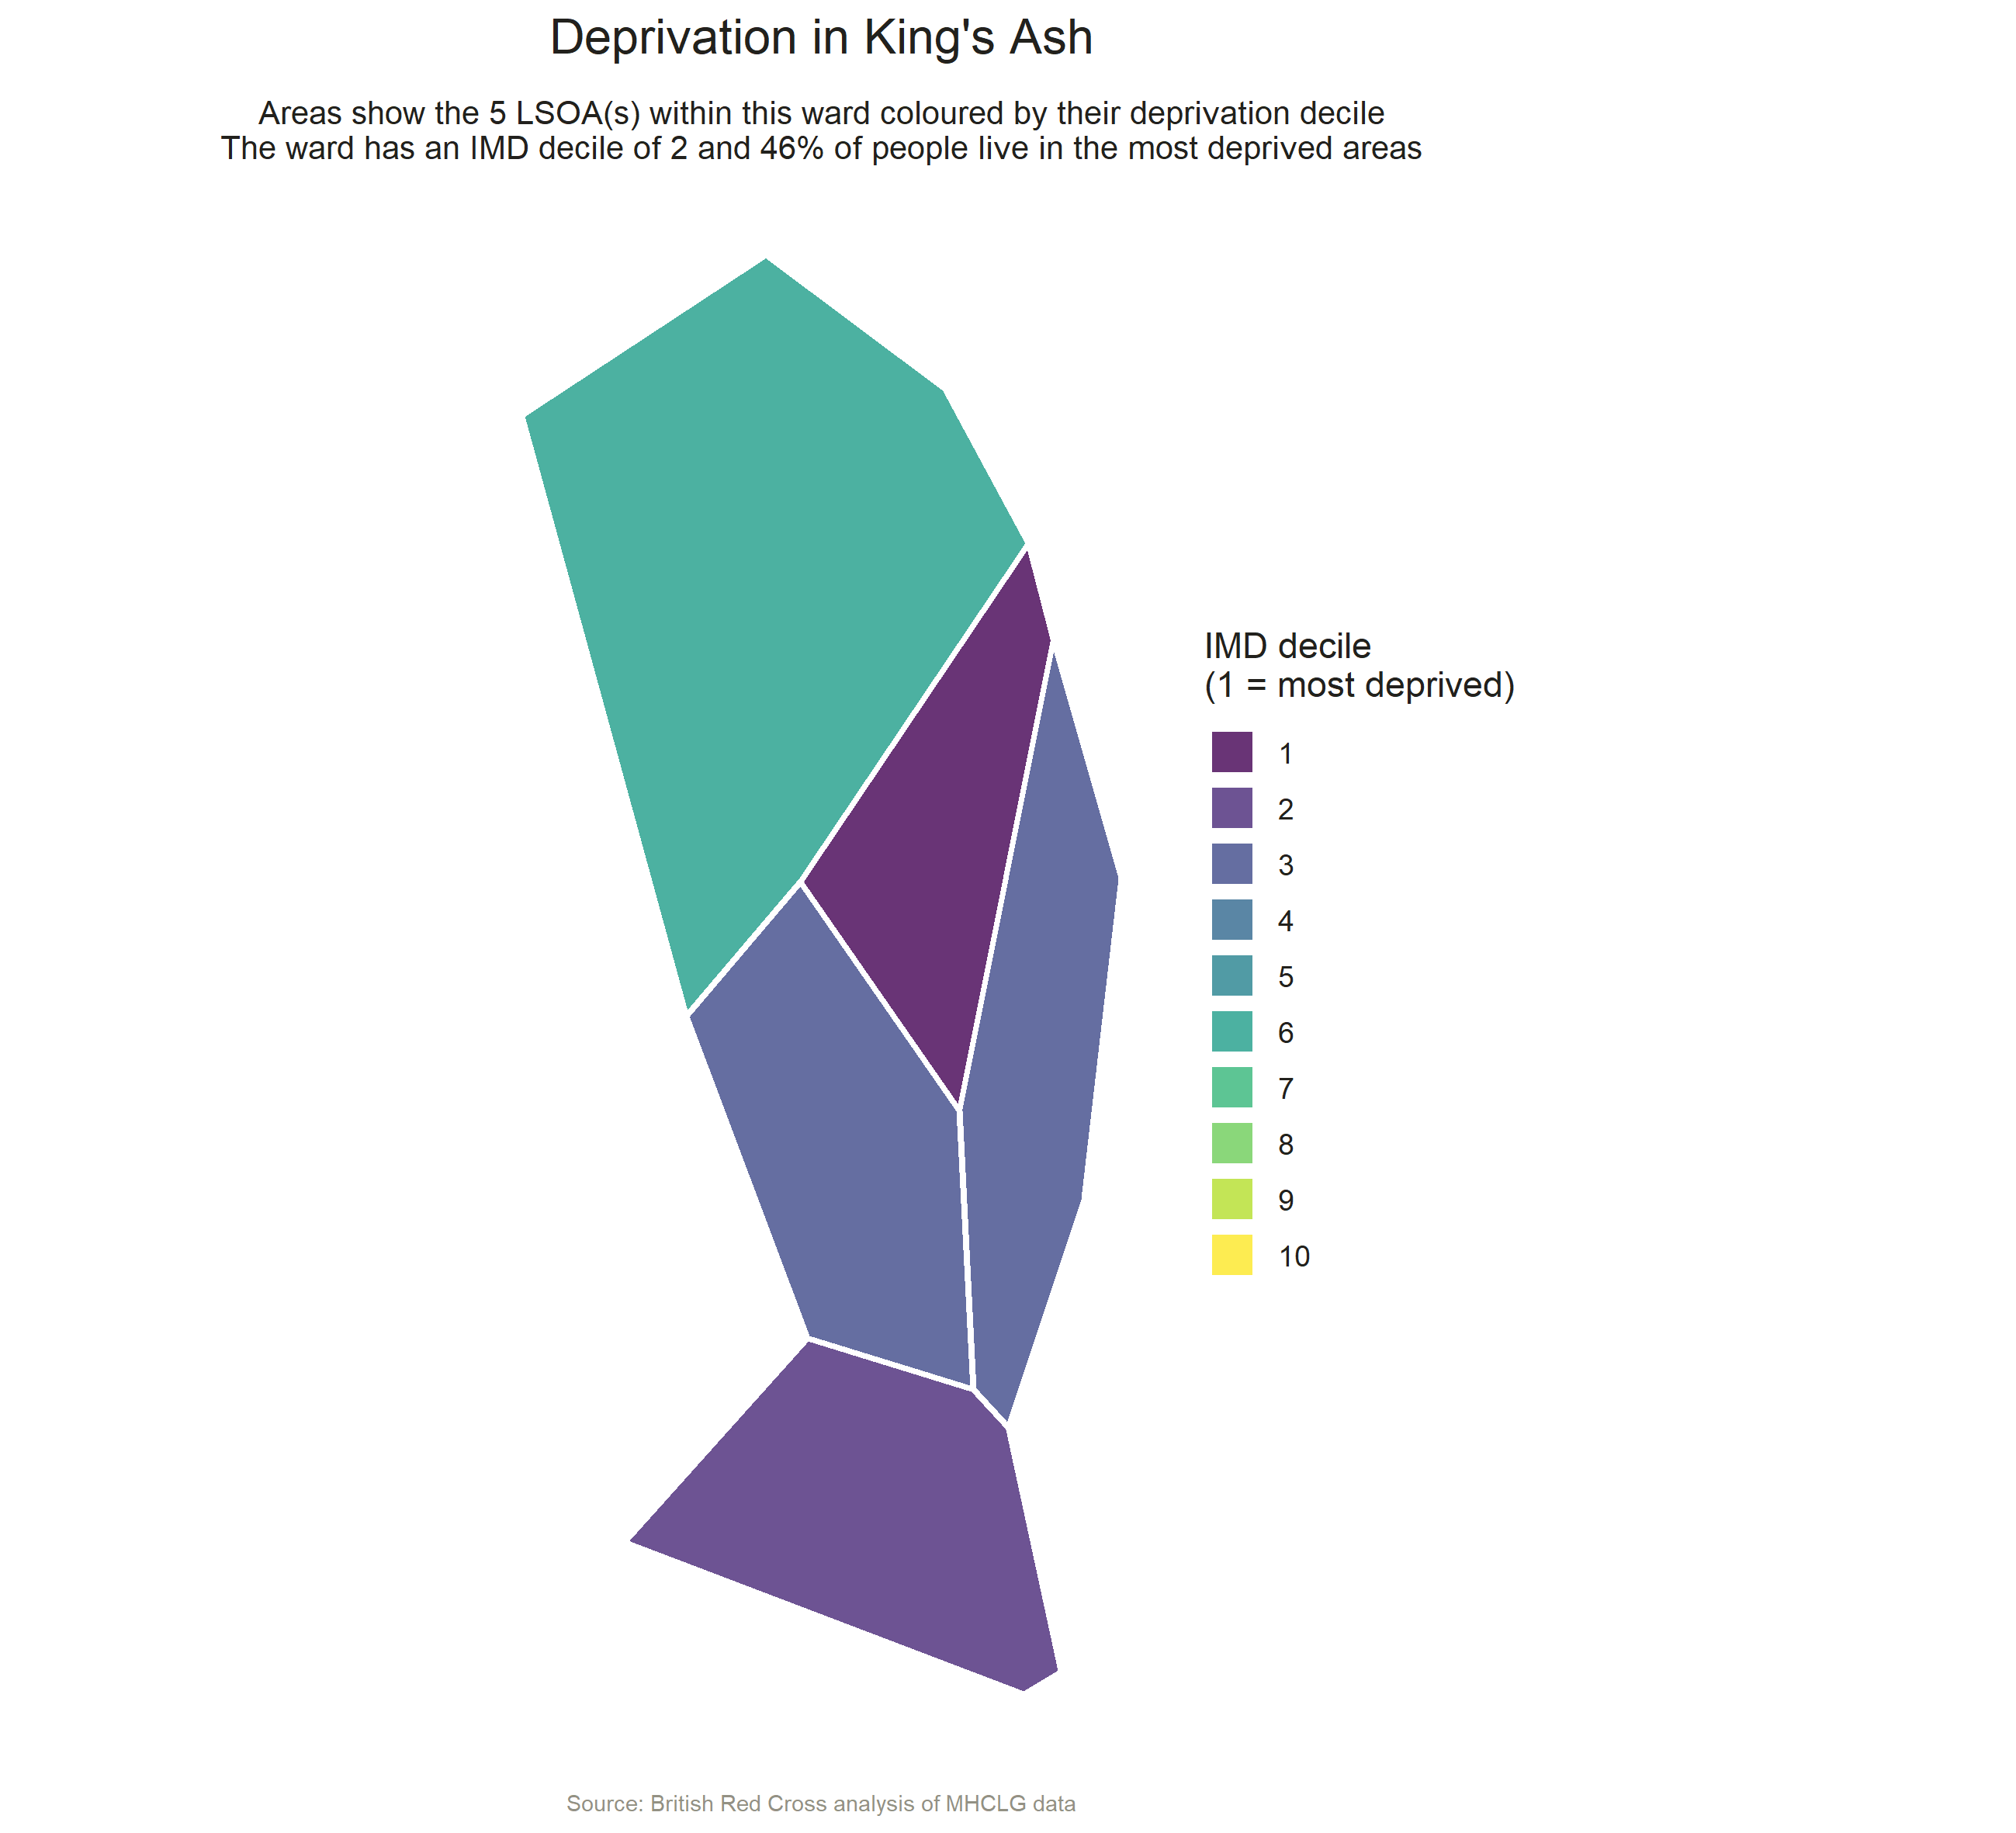 Deprivation in King's Ash
Areas show the 5 LSOA(s) within this ward coloured by their deprivation decile
The ward has an IMD decile of 2 and 46% of people live in the most deprived areas
IMD decile
(1 = most deprived)
1
2
3
4
5
6
7
8
9
10
Source: British Red Cross analysis of MHCLG data